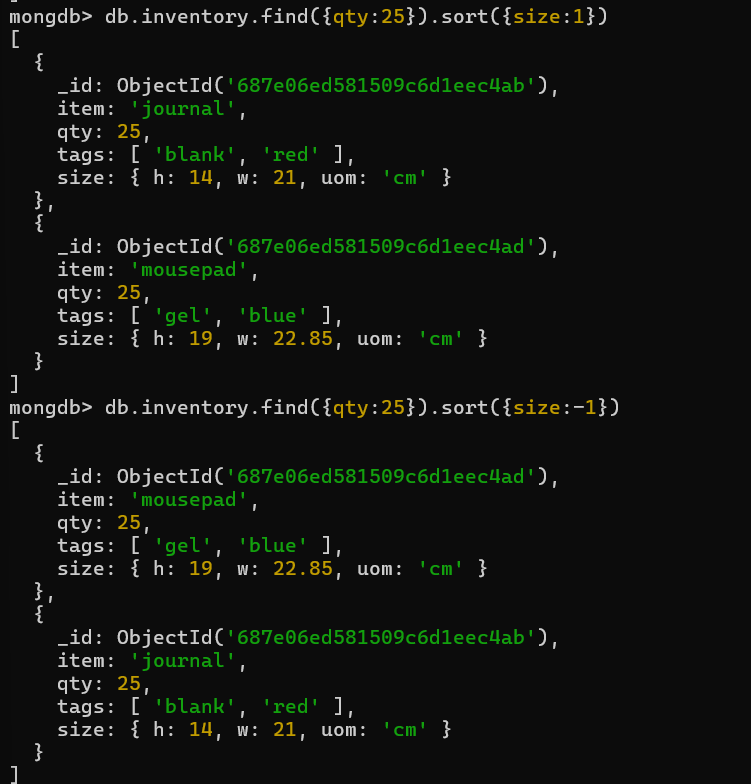 mongdb> db.inventory.find({qty:25}).sort({size:1})
[
  {
    _id: ObjectId('687e06ed581509c6d1eec4ab'),
    item: 'journal',
    qty: 25,
    tags: [ 'blank', 'red' ],
    size: { h: 14, w: 21, uom: 'cm' }
  },
  {
    _id: ObjectId('687e06ed581509c6d1eec4ad'),
    item: 'mousepad',
    qty: 25,
    tags: [ 'gel', 'blue' ],
    size: { h: 19, w: 22.85, uom: 'cm' }
  }
]
mongdb> db.inventory.find({qty:25}).sort({size:-1})
[
  {
    _id: ObjectId('687e06ed581509c6d1eec4ad'),
    item: 'mousepad',
    qty: 25,
    tags: [ 'gel', 'blue' ],
    size: { h: 19, w: 22.85, uom: 'cm' }
  },
  {
    _id: ObjectId('687e06ed581509c6d1eec4ab'),
    item: 'journal',
    qty: 25,
    tags: [ 'blank', 'red' ],
    size: { h: 14, w: 21, uom: 'cm' }
  }
]